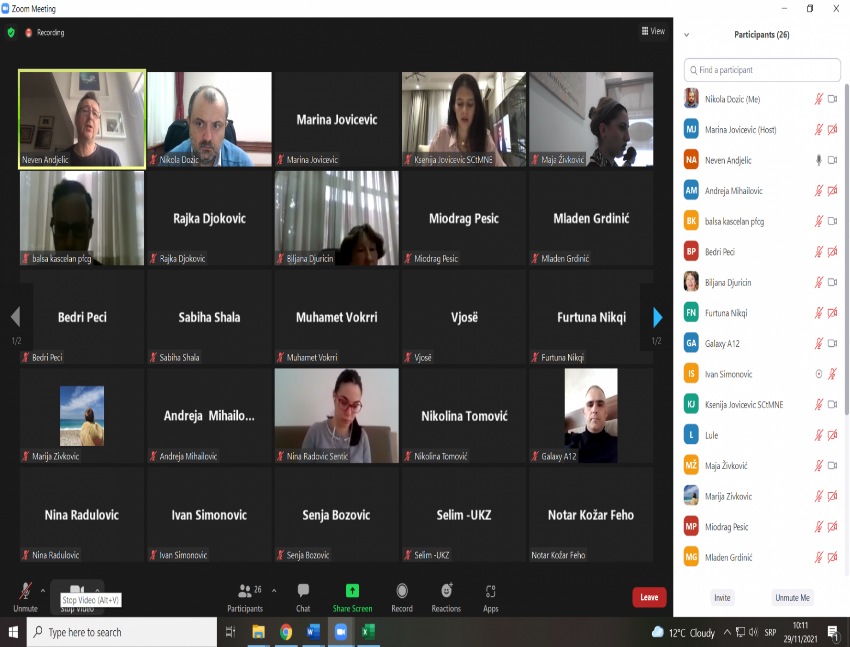 Zoom Meeting
Recording
View
Neven Andjelic
Nikola Dozic
Marina Jovicevic
Marina Jovicevic
Ksenija Jovicevic SCtMNE
Maja Živković
balsa kascelan pfcg
Rajka Djokovic
Rajka Djokovic
Biljana Djuricin
Miodrag Pesic
Miodrag Pesic
Mladen Grdinić
Mladen Grdinić
1/2
1/2
Bedri Peci
Bedri Peci
Sabiha Shala
Sabiha Shala
Muhamet Vokrri
Muhamet Vokrri
Vjosë
Vjosë
Furtuna Nikqi
Furtuna Nikqi
Marija Zivkovic
Andreja Mihailo...
Andreja Mihailovic
Nina Radovic Sentic
Nikolina Tomović
Nikolina Tomović
Galaxy A12
Nina Radulovic
Nina Radulovic
Ivan Simonovic
Ivan Simonovic
Senja Bozovic
Senja Bozovic
Selim -UKZ
Selim -UKZ
Notar Kožar Feho
Notar Kožar Feho
Unmute
Stop Video (Alt+V)
Stop Video
26
Participants
Chat
Share Screen
Record
Reactions
Apps
Leave
Participants (26)
Find a participant
Nikola Dozic (Me)
MJ Marina Jovicevic (Host)
NA Neven Andjelic
AM Andreja Mihailovic
BK balsa kascelan pfcg
BP Bedri Peci
Biljana Djuricin
FN Furtuna Nikqi
GA Galaxy A12
IS Ivan Simonovic
KJ Ksenija Jovicevic SCtMNE
L Lule
MŽ Maja Živković
Marija Zivkovic
MP Miodrag Pesic
MG Mladen Grdinić
Invite
Unmute Me
Type here to search
12°C Cloudy
SRP
10:11
29/11/2021
1